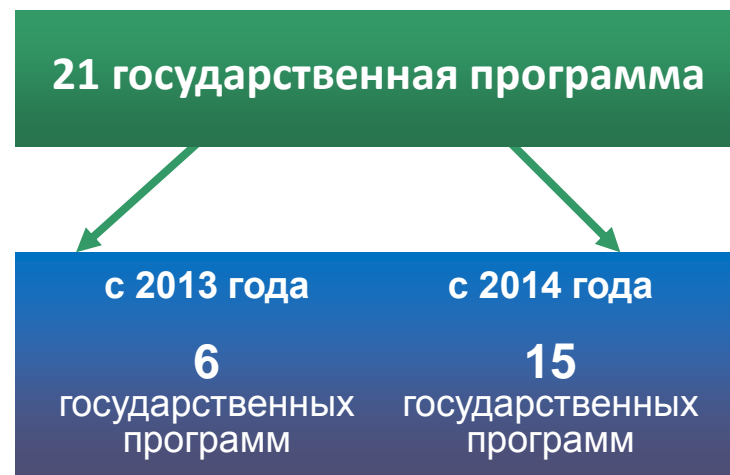 21 государственная программа
с 2013 года
6
государственных
программ
с 2014 года
15
государственных
программ